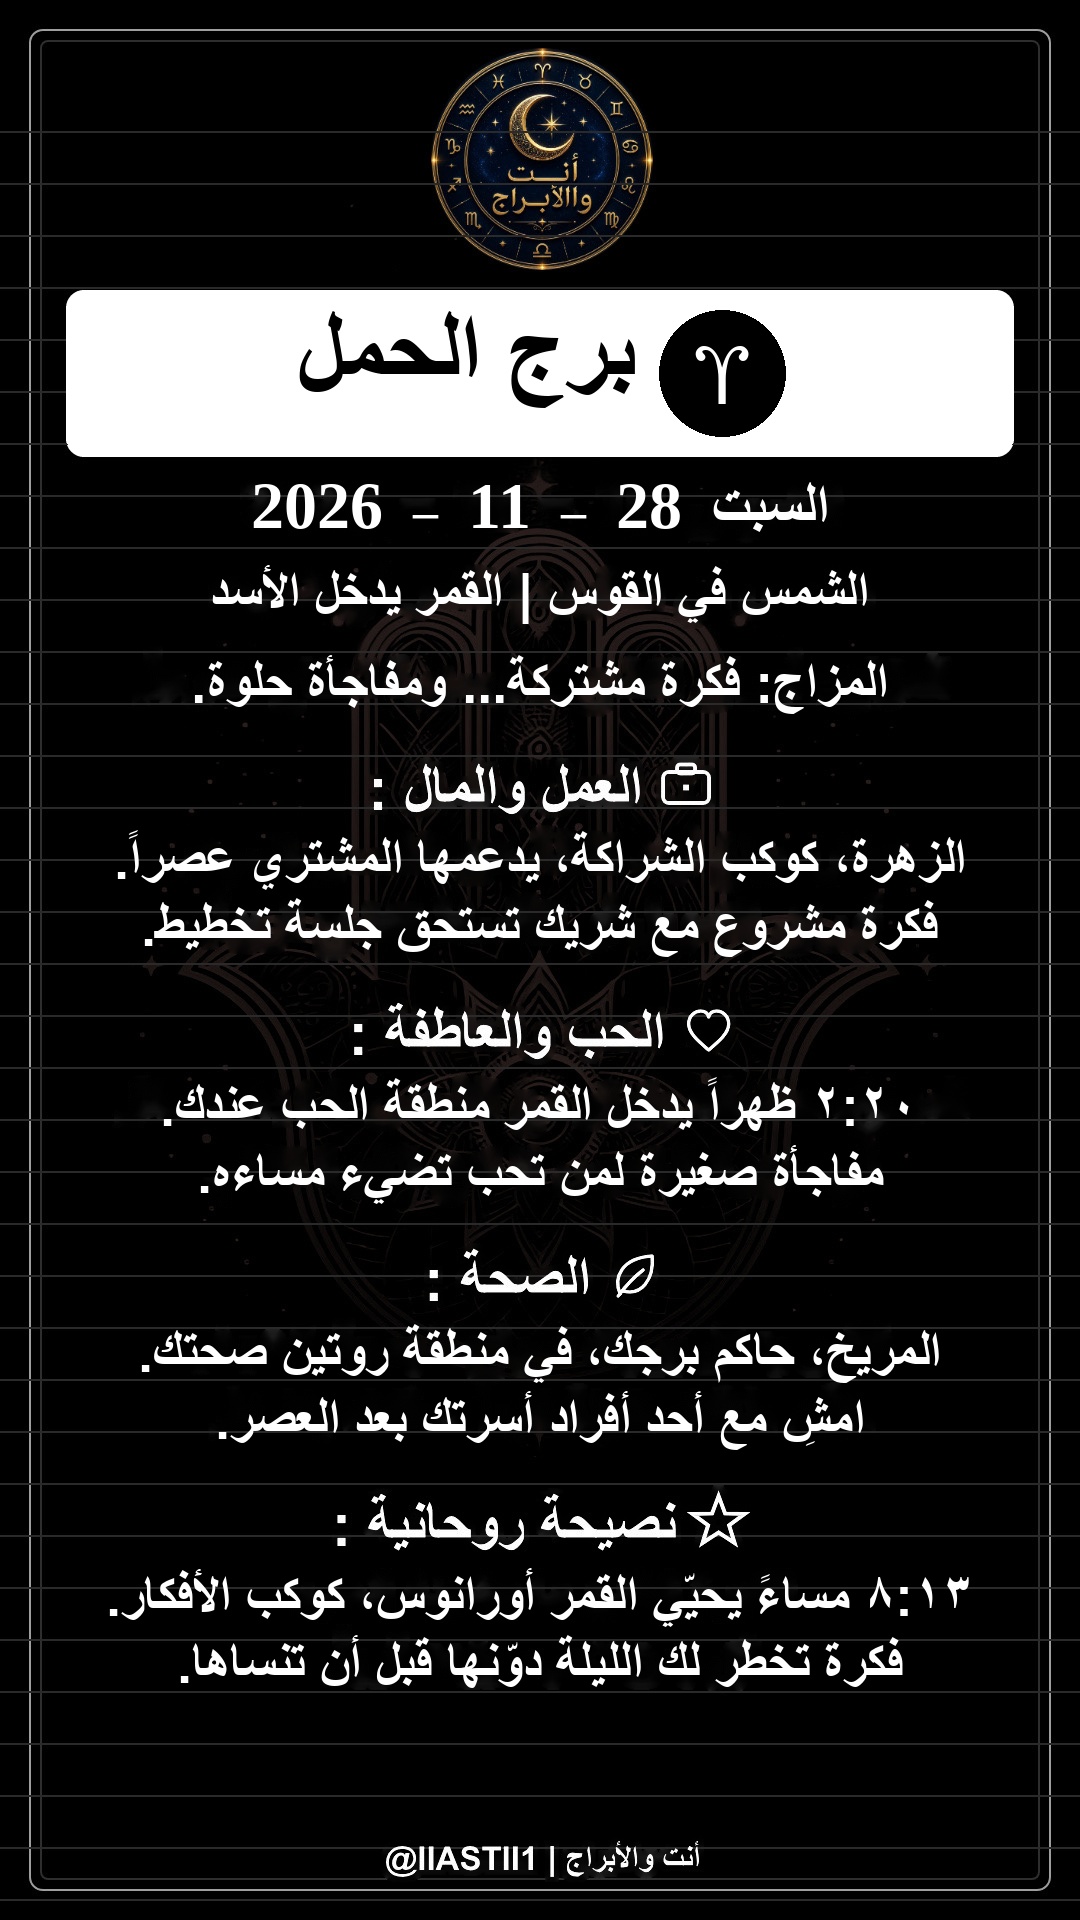 أنت
والأبراج
برج الحمل
السبت 28 – 11 – 2026
الشمس في القوس | القمر يدخل الأسد
المزاج: فكرة مشتركة... ومفاجأة حلوة.
العمل والمال :
الزهرة، كوكب الشراكة، يدعمها المشتري عصراً.
فكرة مشروع مع شريك تستحق جلسة تخطيط.
الحب والعاطفة :
٢:٢٠ ظهراً يدخل القمر منطقة الحب عندك.
مفاجأة صغيرة لمن تحب تضيء مساءه.
الصحة :
المريخ، حاكم برجك، في منطقة روتين صحتك.
امشِ مع أحد أفراد أسرتك بعد العصر.
نصيحة روحانية :
٨:١٣ مساءً يحيّي القمر أورانوس، كوكب الأفكار.
فكرة تخطر لك الليلة دوّنها قبل أن تنساها.
أنت والأبراج | @IIASTII1